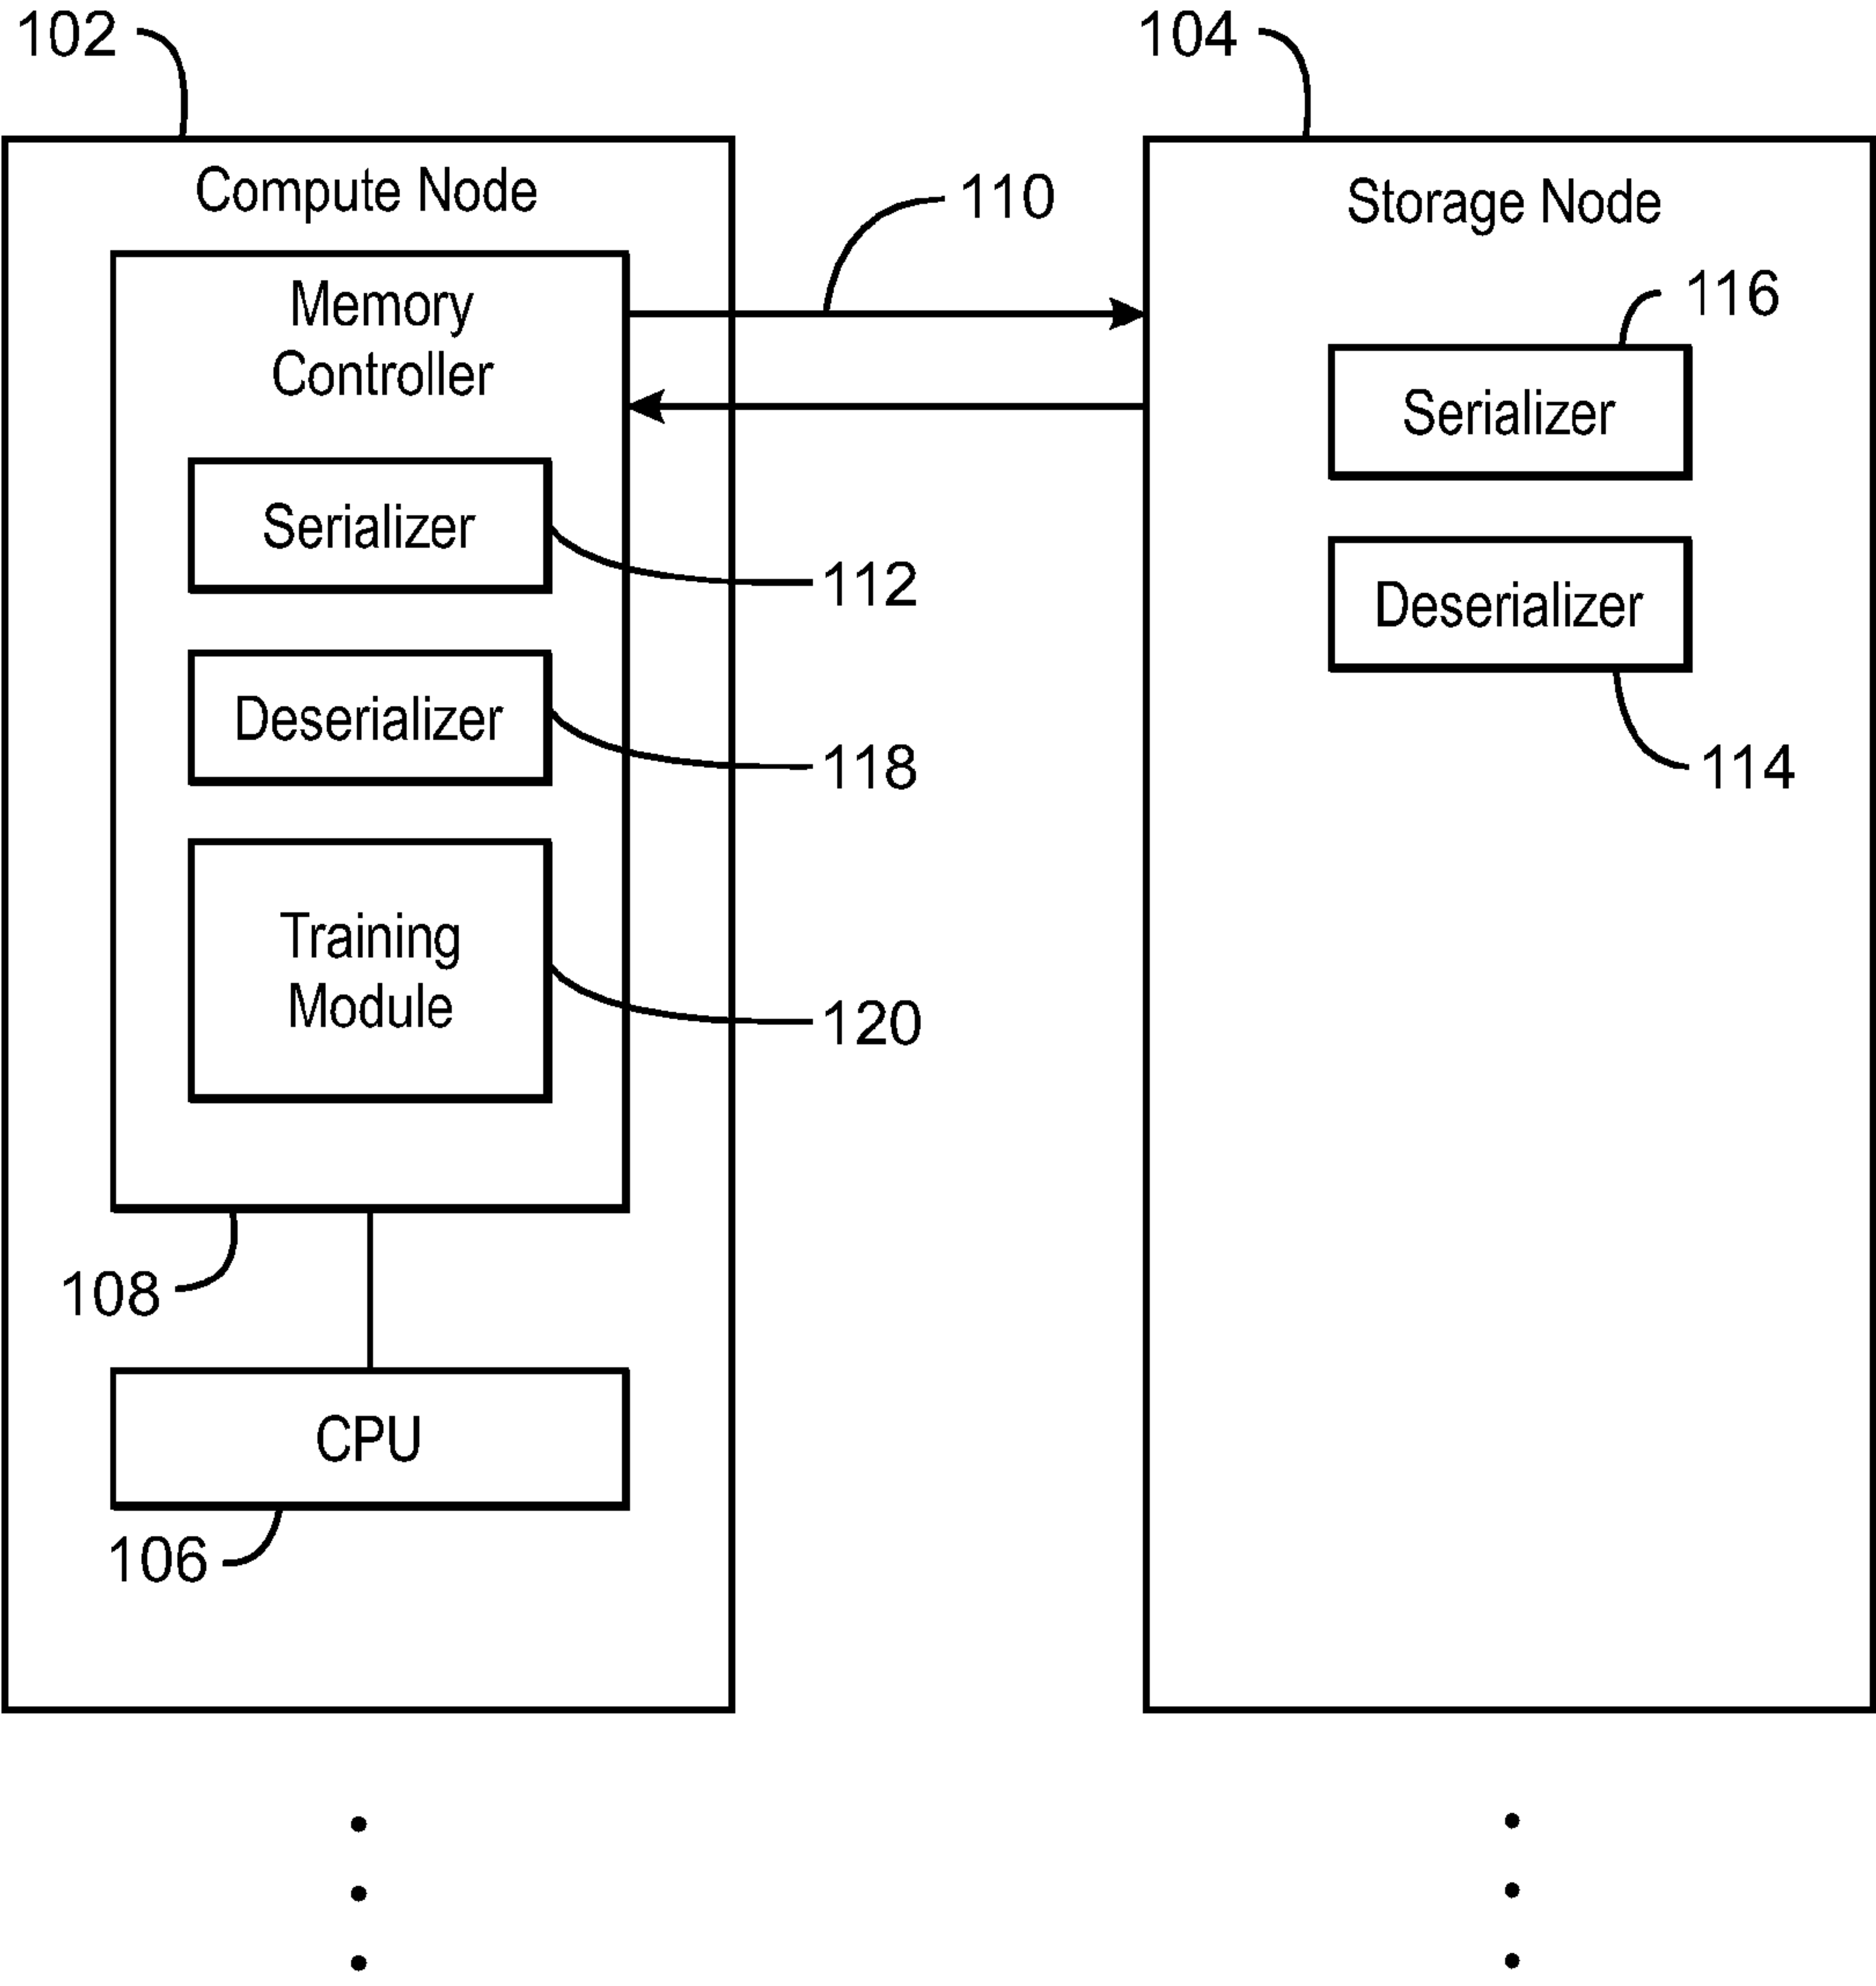 102
104
Compute Node
110
Storage Node
Memory
Controller
116
Serializer
Serializer
112
Deserializer
Deserializer
118
114
Training
Module
120
108
CPU
106